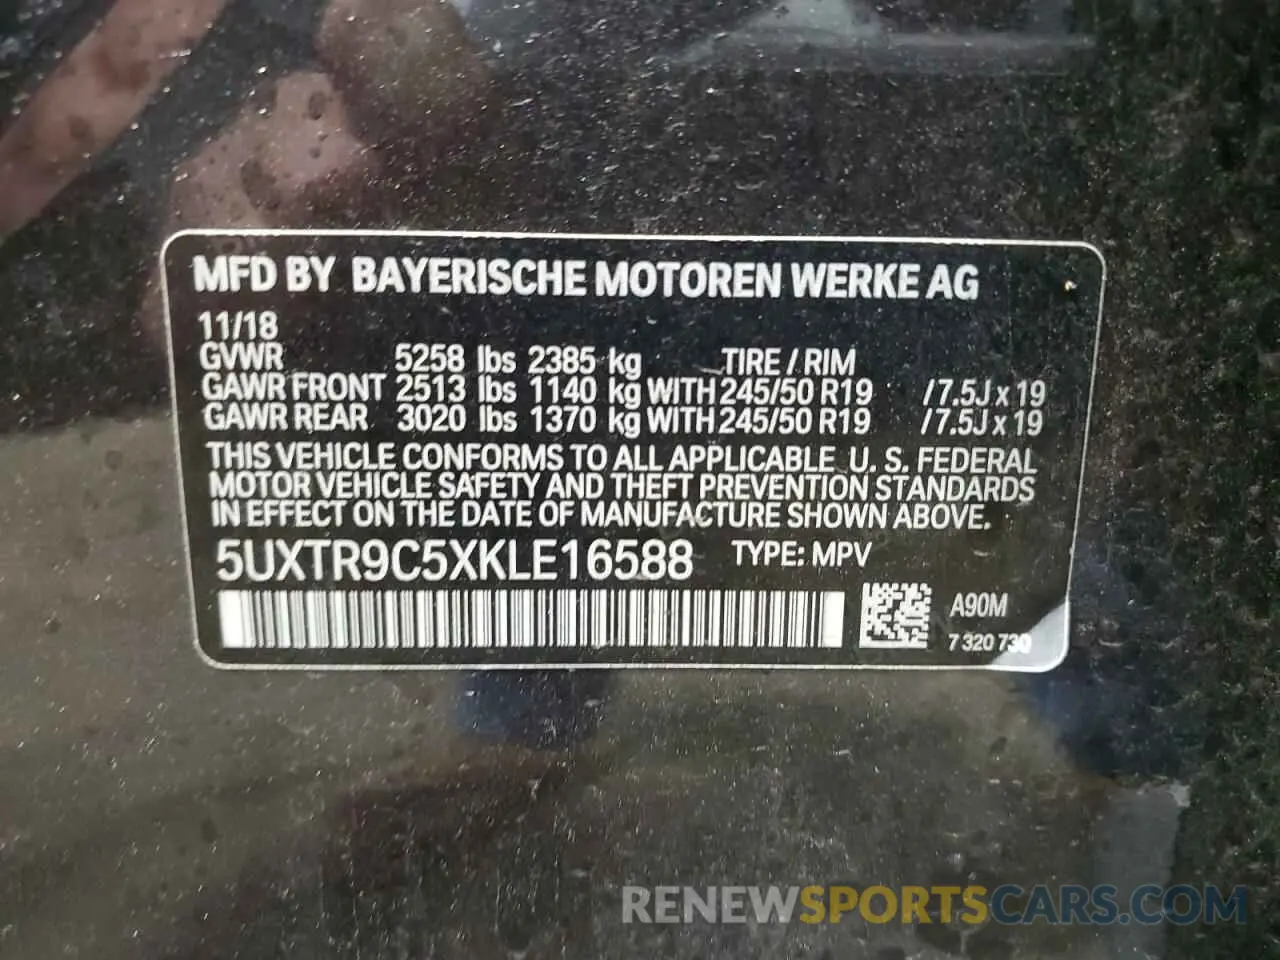 MFD BY BAYERISCHE MOTOREN WERKE AG
11/18
GVWR 5258 lbs 2385 kg TIRE / RIM
GAWR FRONT 2513 lbs 1140 kg WITH 245/50 R19 /7.5J x 19
GAWR REAR 3020 lbs 1370 kg WITH 245/50 R19 /7.5J x 19
THIS VEHICLE CONFORMS TO ALL APPLICABLE U. S. FEDERAL
MOTOR VEHICLE SAFETY AND THEFT PREVENTION STANDARDS
IN EFFECT ON THE DATE OF MANUFACTURE SHOWN ABOVE.
5UXTR9C5XKLE16588 TYPE: MPV
A90M
7 320 730
RENEWSPORTSCARS.COM